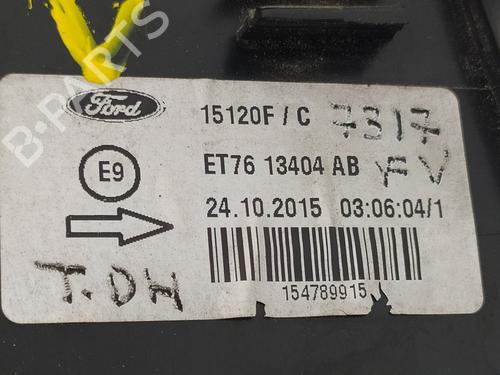 B-PARTS
Ford
15120F / C 7317
E9
ET76 13404 AB FV
24.10.2015 03:06:04/1
T.DH
154789915